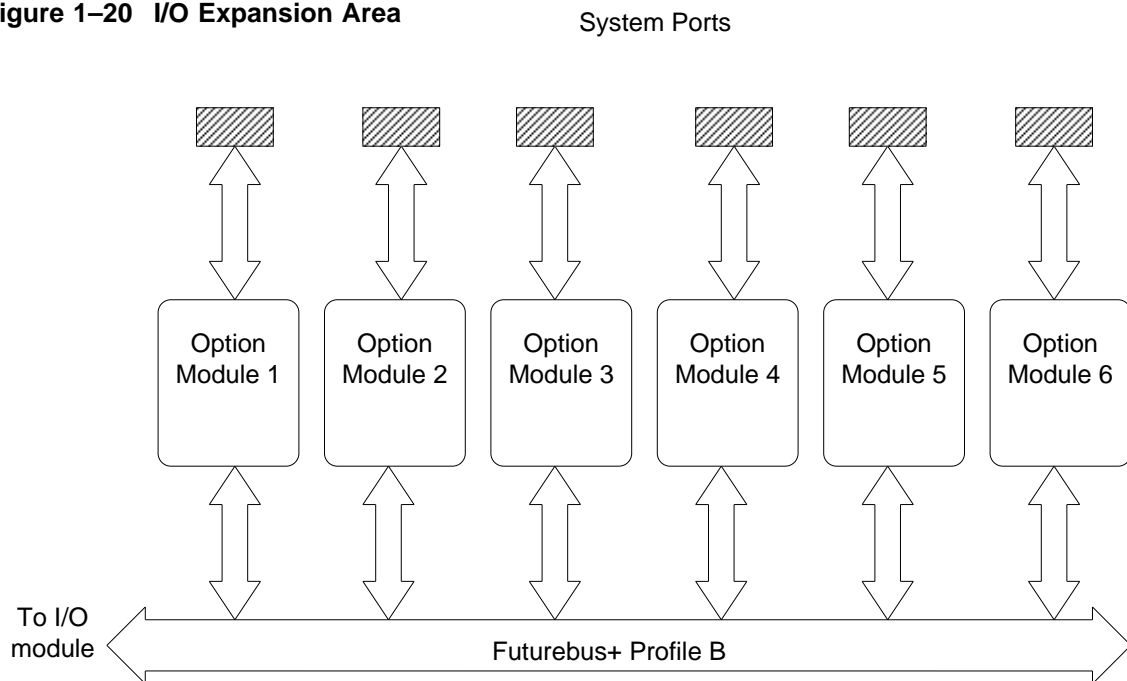 igure 1–20 I/O Expansion Area
System Ports
Option
Module 1
Option
Module 2
Option
Module 3
Option
Module 4
Option
Module 5
Option
Module 6
To I/O
module
Futurebus+ Profile B